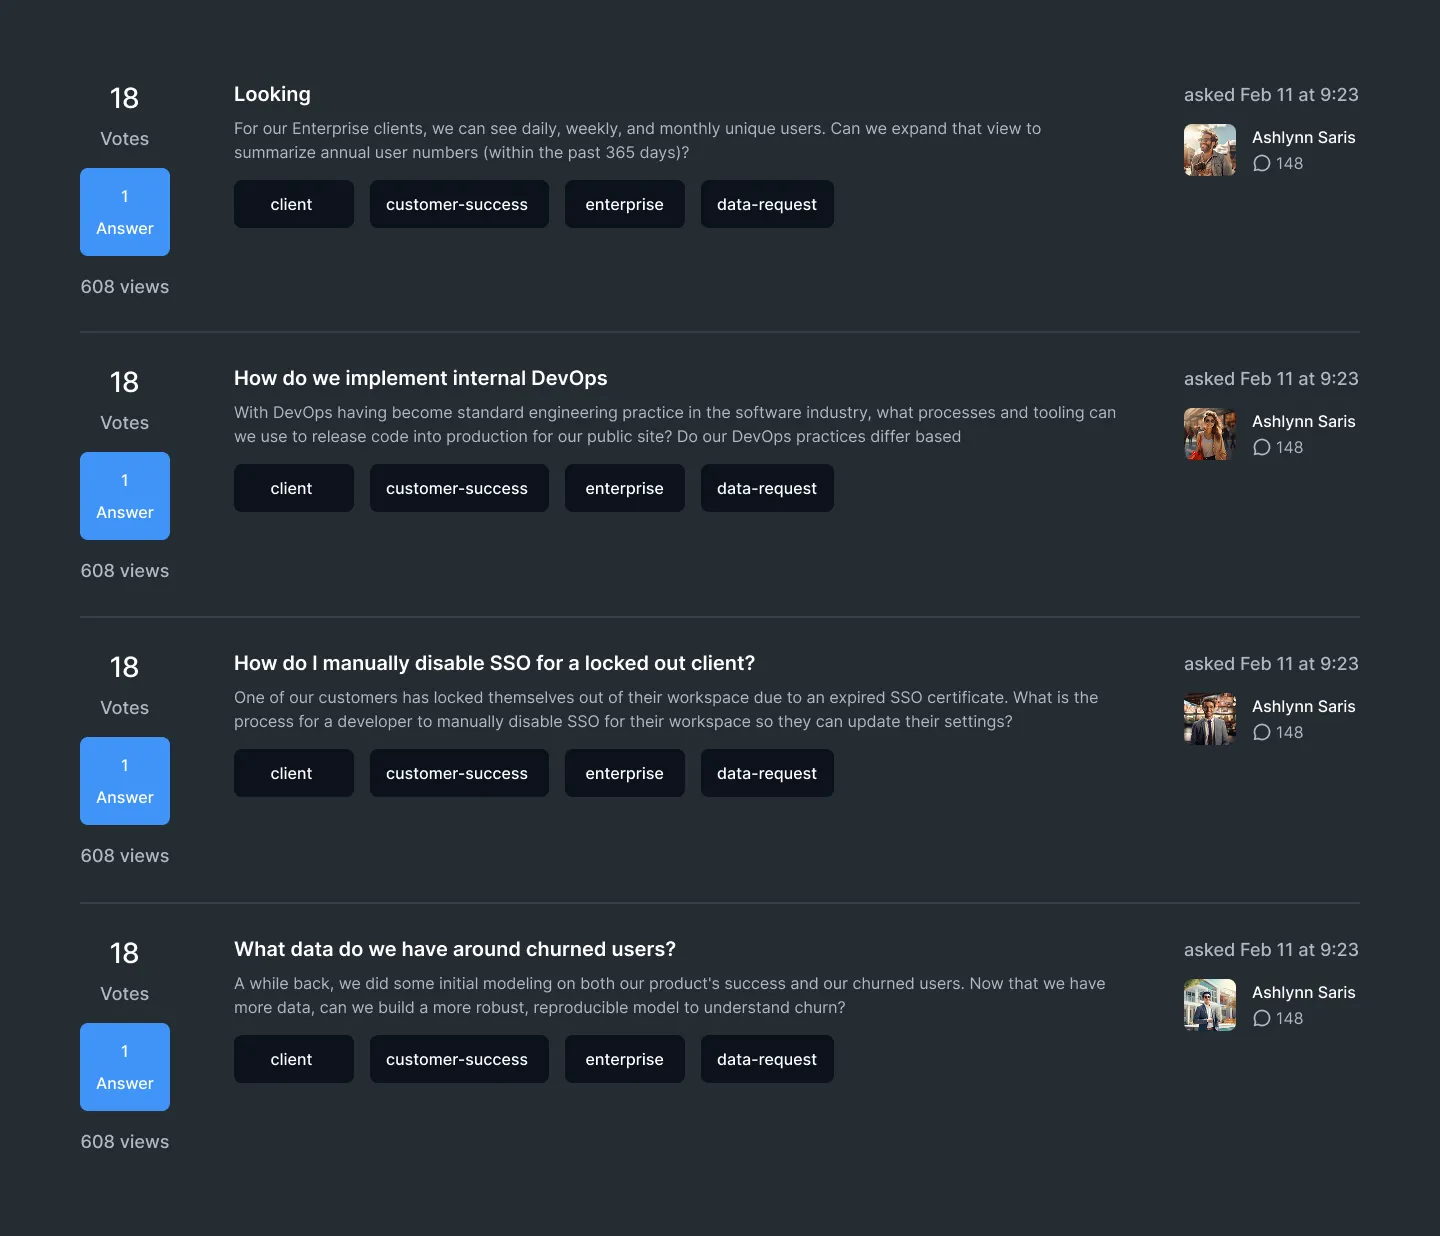 18
Votes
1
Answer
608 views
Looking
For our Enterprise clients, we can see daily, weekly, and monthly unique users. Can we expand that view to
summarize annual user numbers (within the past 365 days)?
client customer-success enterprise data-request
asked Feb 11 at 9:23
Ashlynn Saris
148
18
Votes
1
Answer
608 views
How do we implement internal DevOps
With DevOps having become standard engineering practice in the software industry, what processes and tooling can
we use to release code into production for our public site? Do our DevOps practices differ based
client customer-success enterprise data-request
asked Feb 11 at 9:23
Ashlynn Saris
148
18
Votes
1
Answer
608 views
How do I manually disable SSO for a locked out client?
One of our customers has locked themselves out of their workspace due to an expired SSO certificate. What is the
process for a developer to manually disable SSO for their workspace so they can update their settings?
client customer-success enterprise data-request
asked Feb 11 at 9:23
Ashlynn Saris
148
18
Votes
1
Answer
608 views
What data do we have around churned users?
A while back, we did some initial modeling on both our product's success and our churned users. Now that we have
more data, can we build a more robust, reproducible model to understand churn?
client customer-success enterprise data-request
asked Feb 11 at 9:23
Ashlynn Saris
148